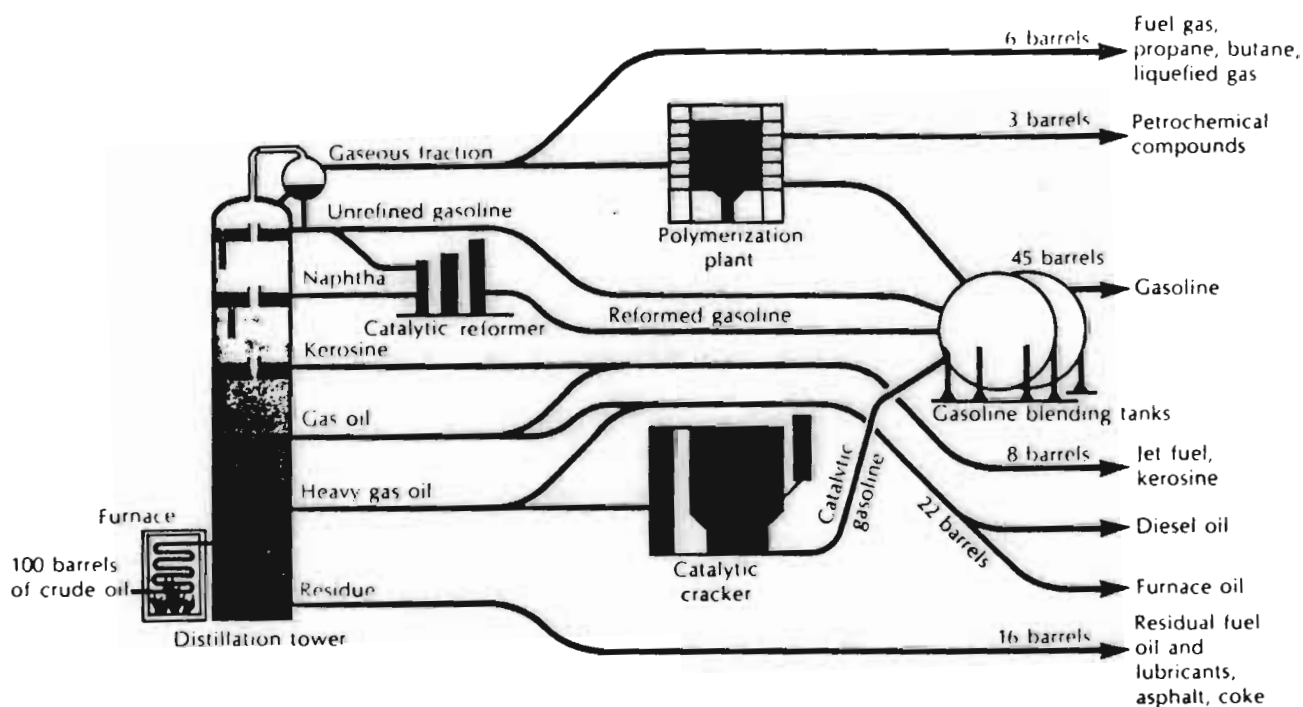 6 barrels
Fuel gas,
propane, butane,
liquefied gas
3 barrels
Petrochemical
compounds
Gaseous fraction
Unrefined gasoline
Polymerization
plant
45 barrels
Gasoline
Naphtha
Catalytic reformer
Reformed gasoline
Kerosine
Gasoline blending tanks
Gas oil
8 barrels
Jet fuel,
kerosine
Catalytic
gasoline
Heavy gas oil
22 barrels
Diesel oil
Furnace
100 barrels
of crude oil
Catalytic
cracker
Furnace oil
Residue
Distillation tower
16 barrels
Residual fuel
oil and
lubricants,
asphalt, coke